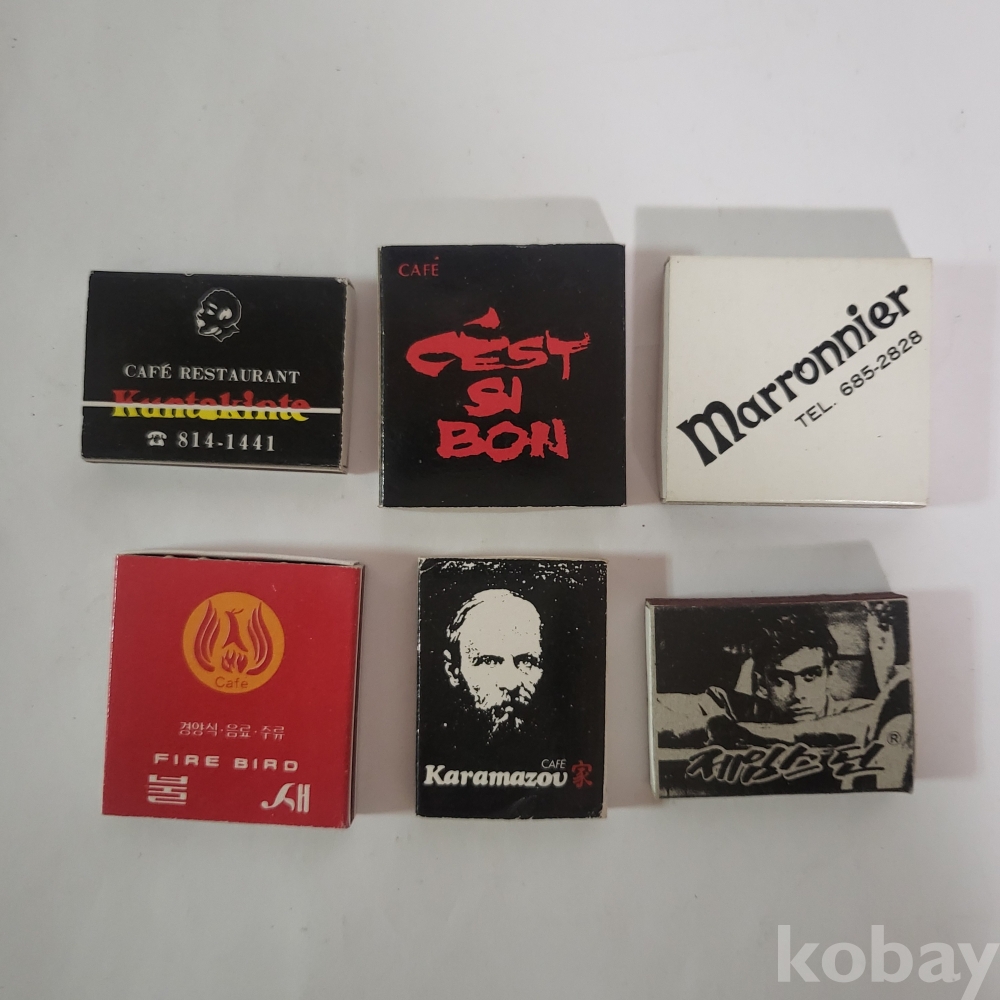 CAFÉ RESTAURANT
Kuntakinte
☎ 814-1441
CAFÉ
C'EST
SI
BON
Marronnier
TEL. 685-2828
Cafe
경양식·음료·주류
FIRE BIRD
불새
CAFÉ
Karamazov 家
제임스딘 ®
kobay